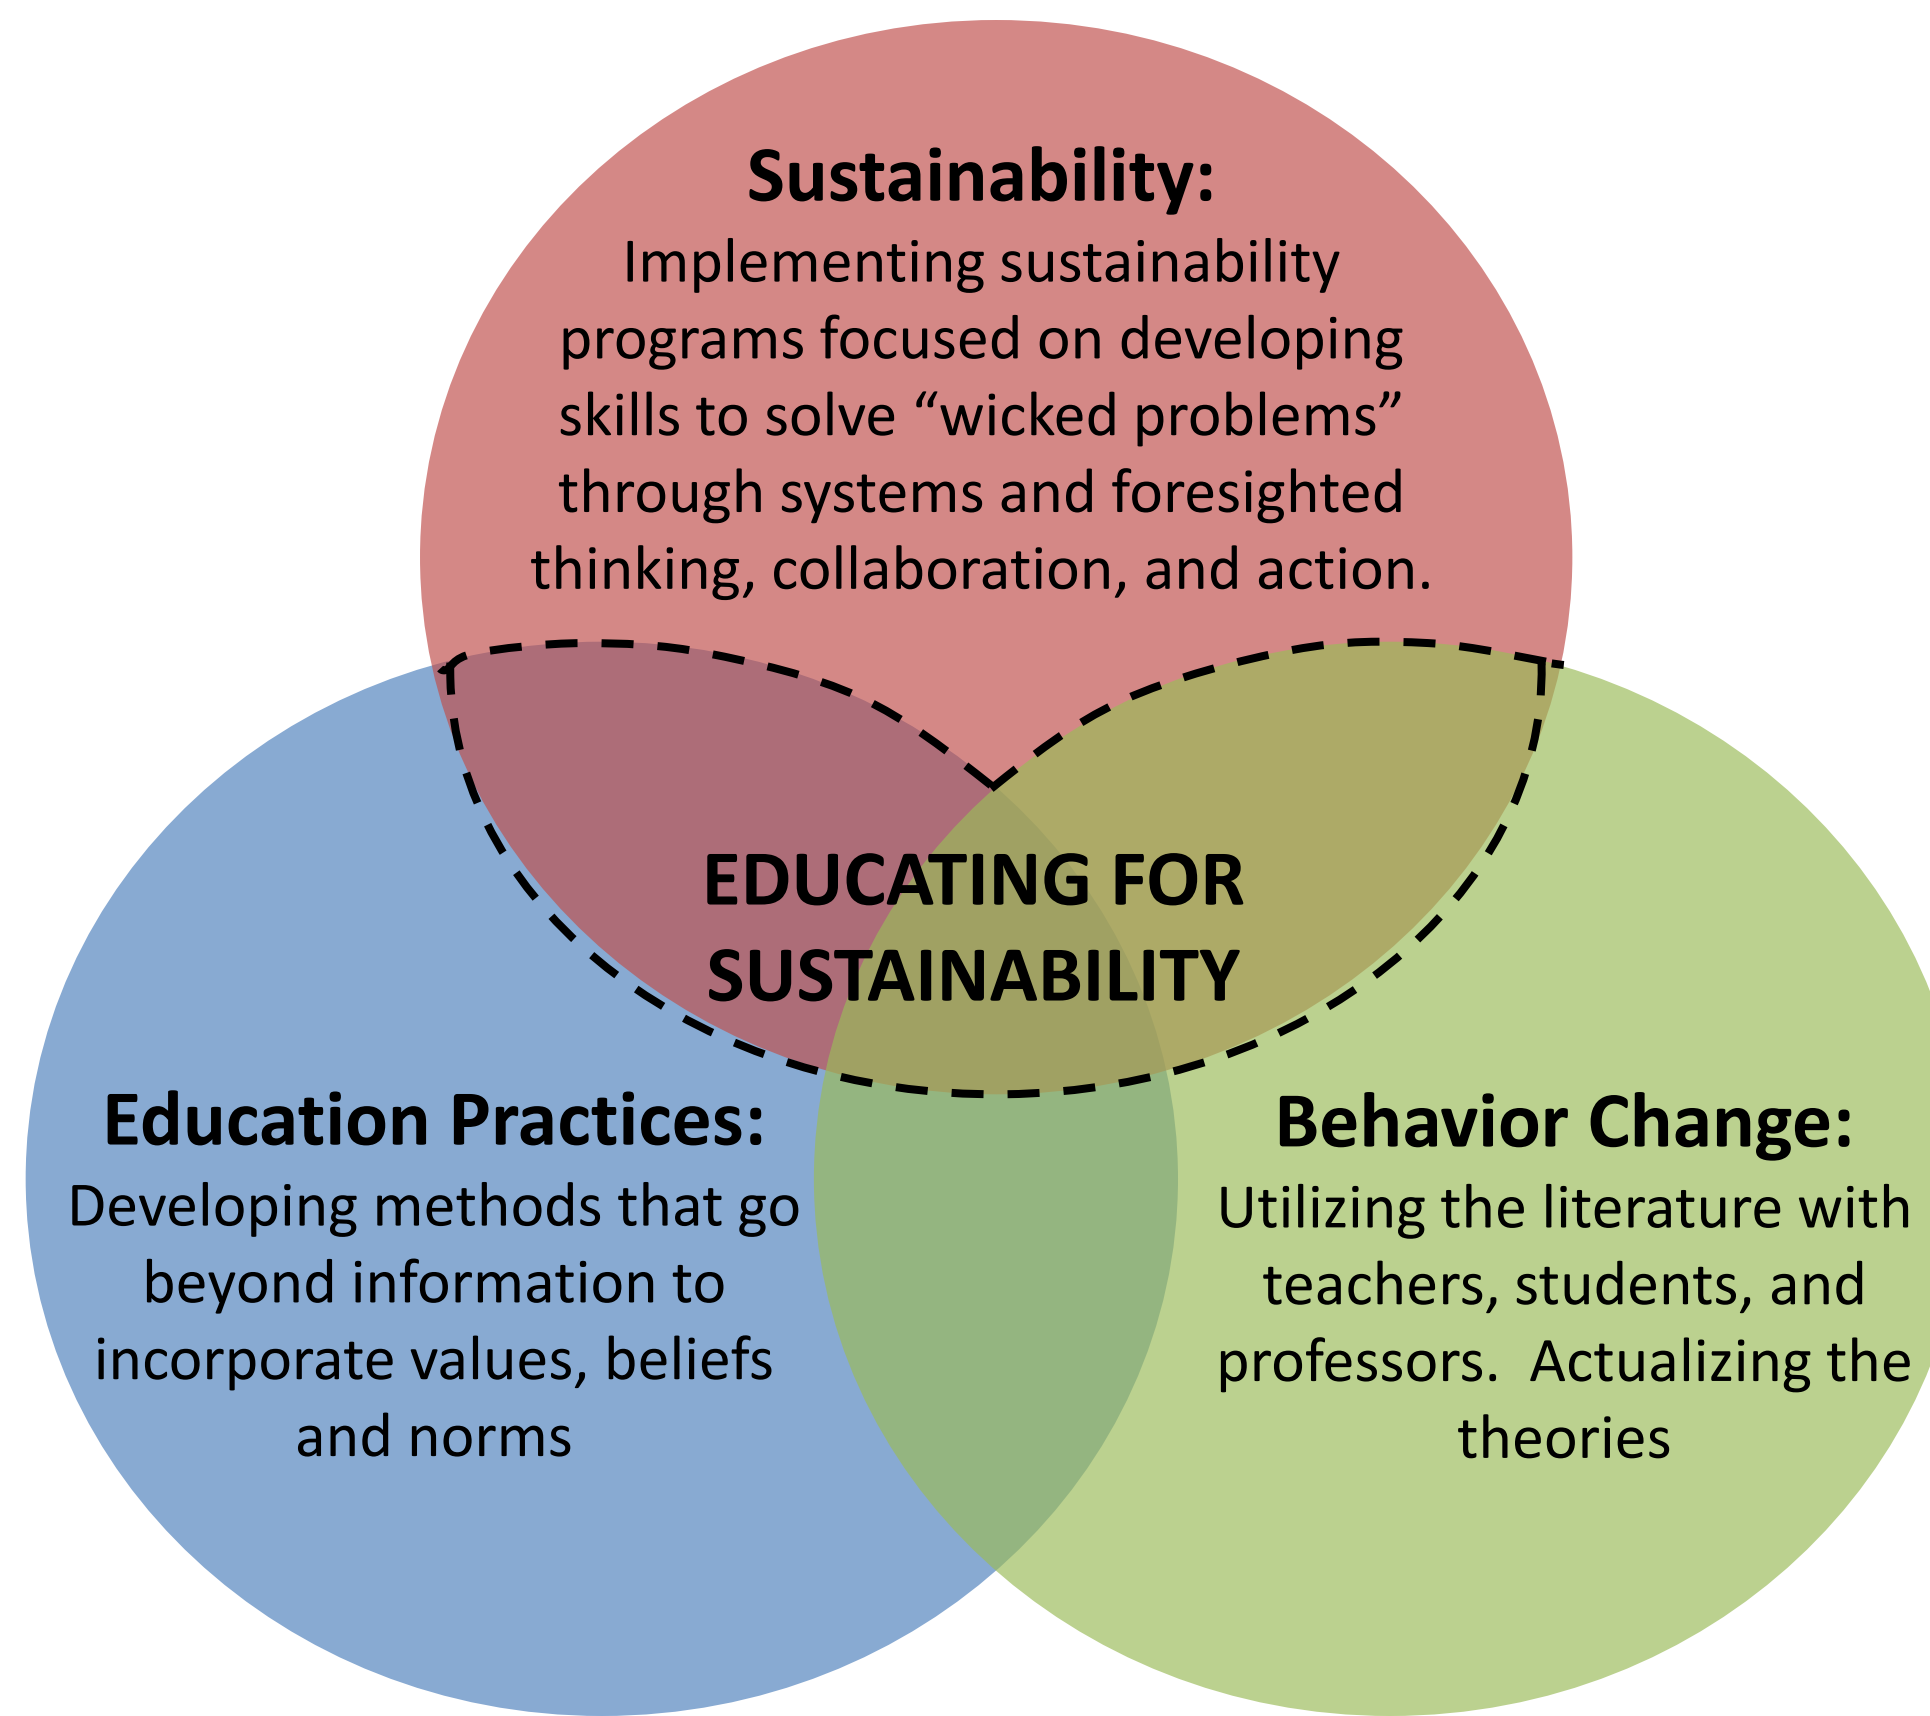 Sustainability:
Implementing sustainability
programs focused on developing
skills to solve “wicked problems”
through systems and foresighted
thinking, collaboration, and action.
EDUCATING FOR
SUSTAINABILITY
Education Practices:
Developing methods that go
beyond information to
incorporate values, beliefs
and norms
Behavior Change:
Utilizing the literature with
teachers, students, and
professors.  Actualizing the
theories